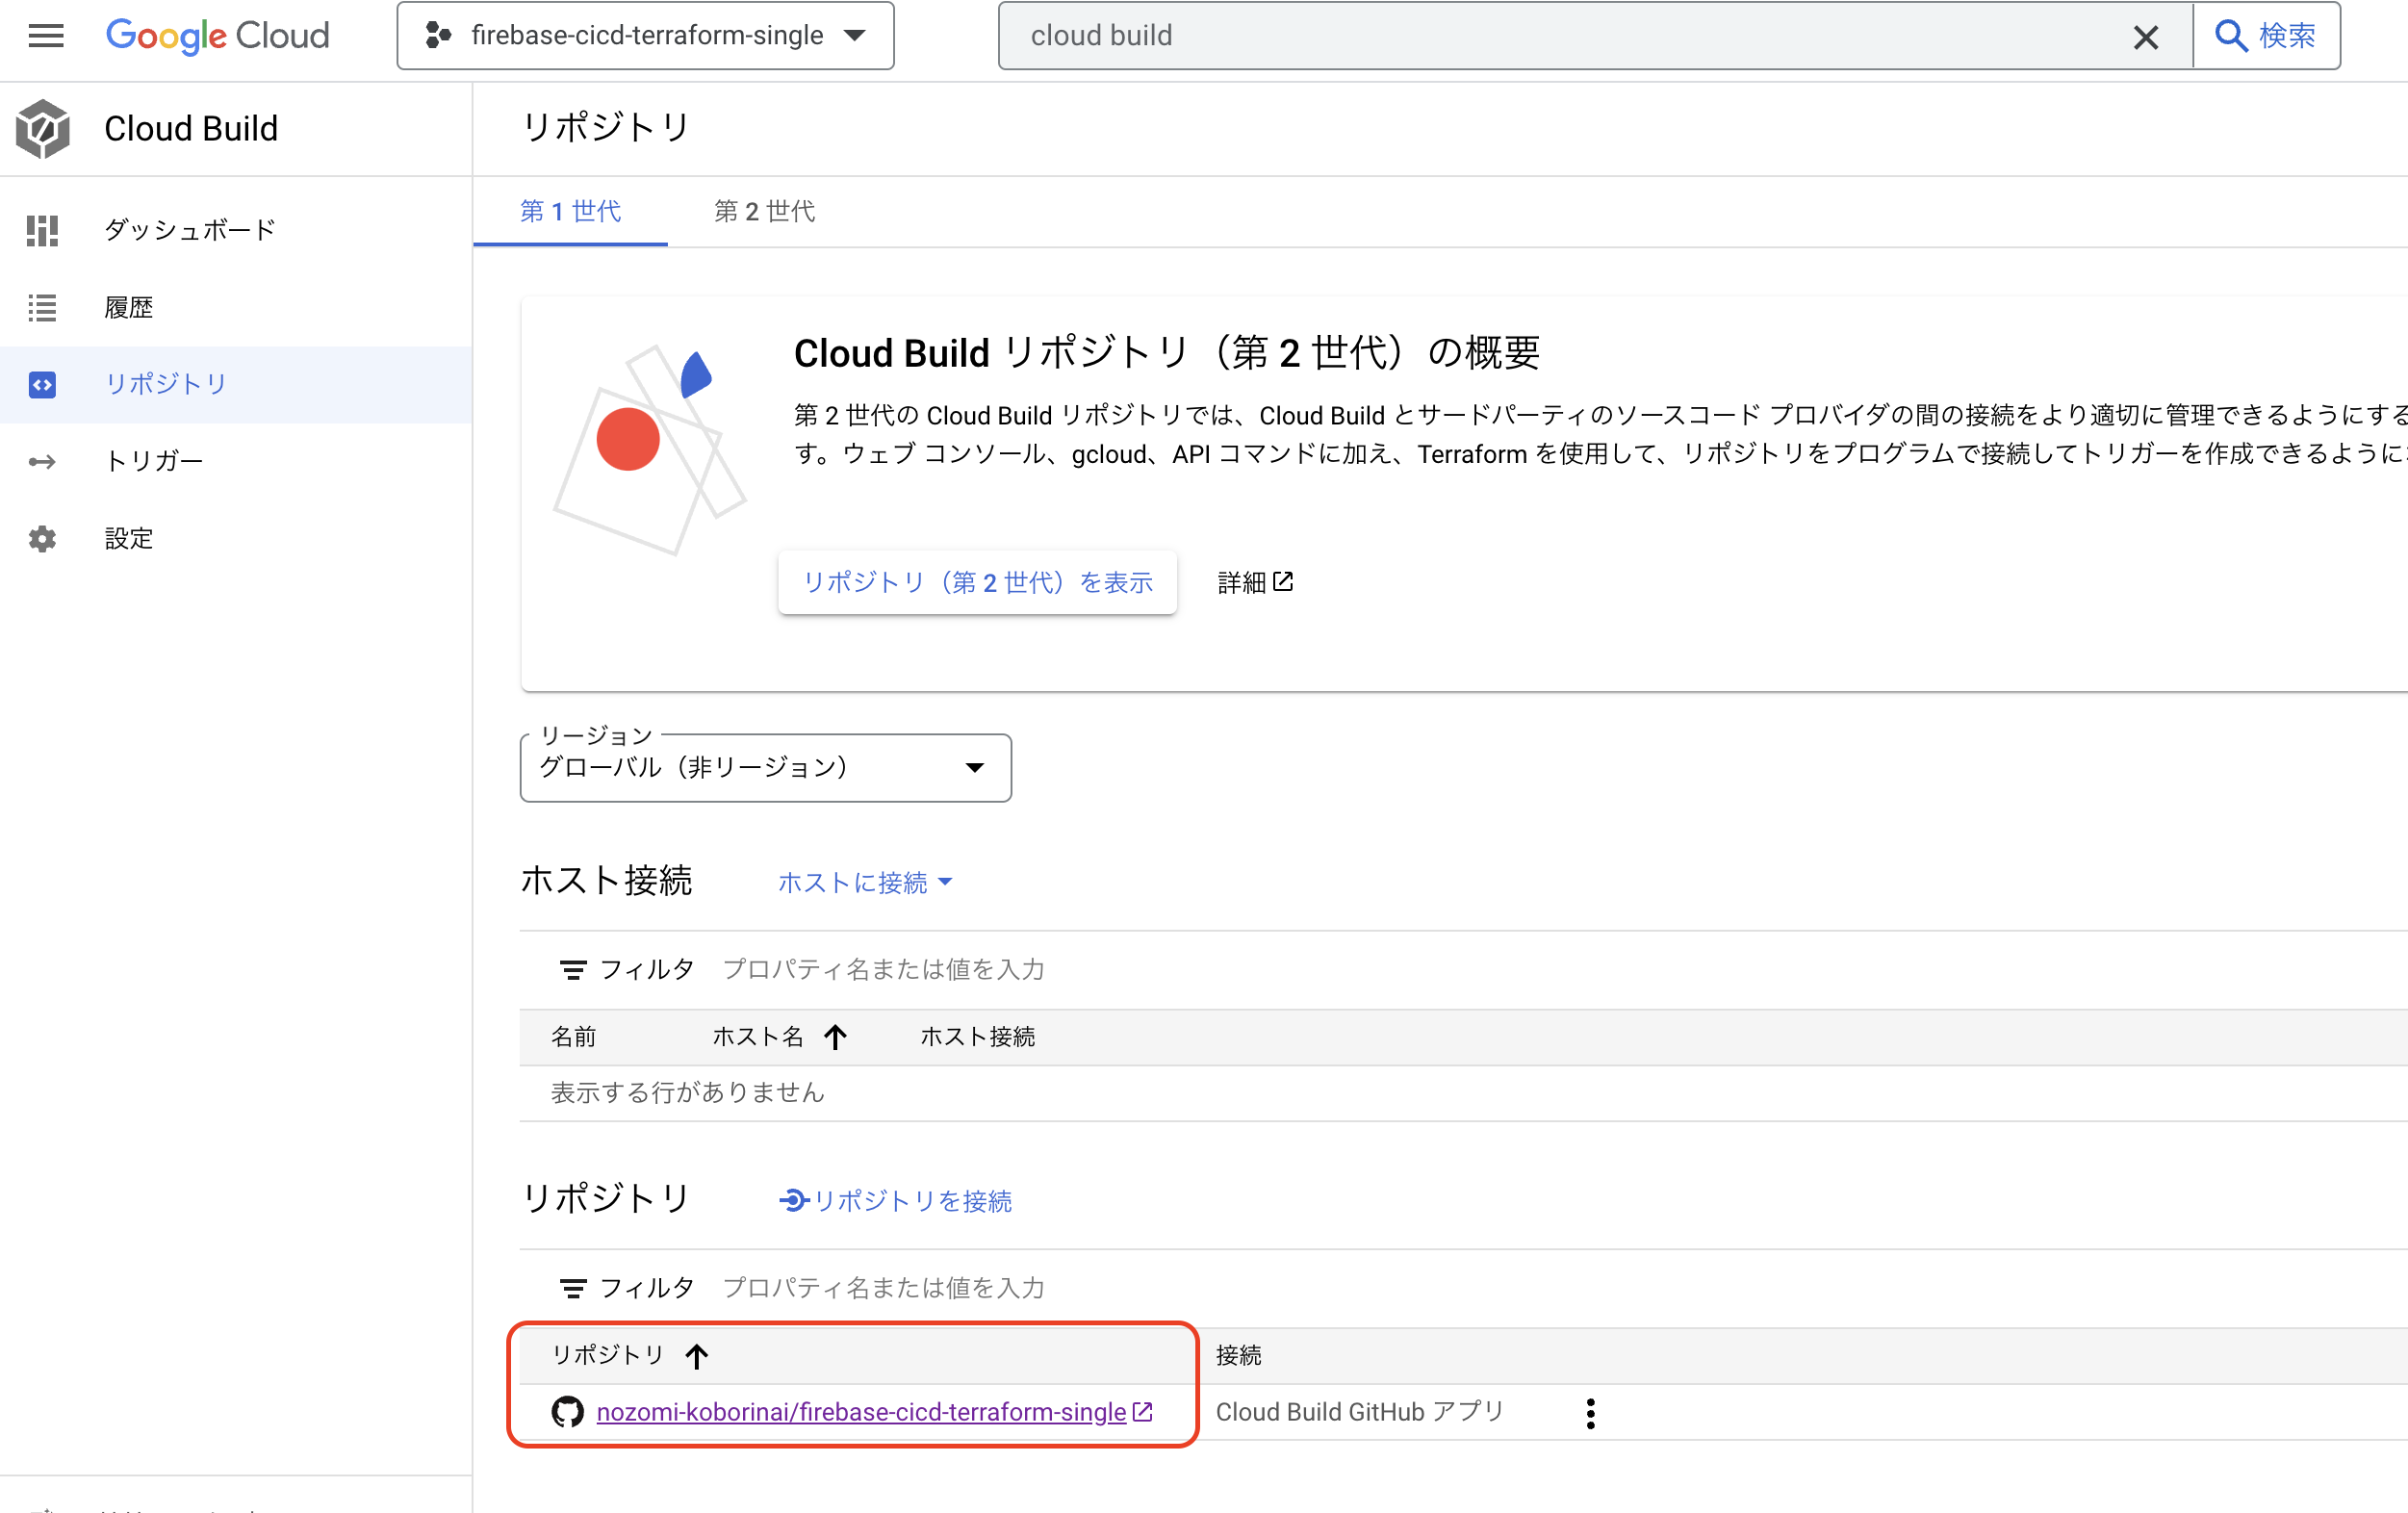 Google Cloud
firebase-cicd-terraform-single
cloud build
検索
Cloud Build
リポジトリ
ダッシュボード
履歴
リポジトリ
トリガー
設定
第 1 世代
第 2 世代
Cloud Build リポジトリ（第 2 世代）の概要
第 2 世代の Cloud Build リポジトリでは、Cloud Build とサードパーティのソースコード プロバイダの間の接続をより適切に管理できるようにする
す。ウェブ コンソール、gcloud、API コマンドに加え、Terraform を使用して、リポジトリをプログラムで接続してトリガーを作成できるように
リポジトリ（第 2 世代）を表示
詳細
リージョン
グローバル（非リージョン）
ホスト接続
ホストに接続
フィルタ プロパティ名または値を入力
名前 ホスト名 ホスト接続
表示する行がありません
リポジトリ
リポジトリを接続
フィルタ プロパティ名または値を入力
リポジトリ 接続
nozomi-koborinai/firebase-cicd-terraform-single Cloud Build GitHub アプリ